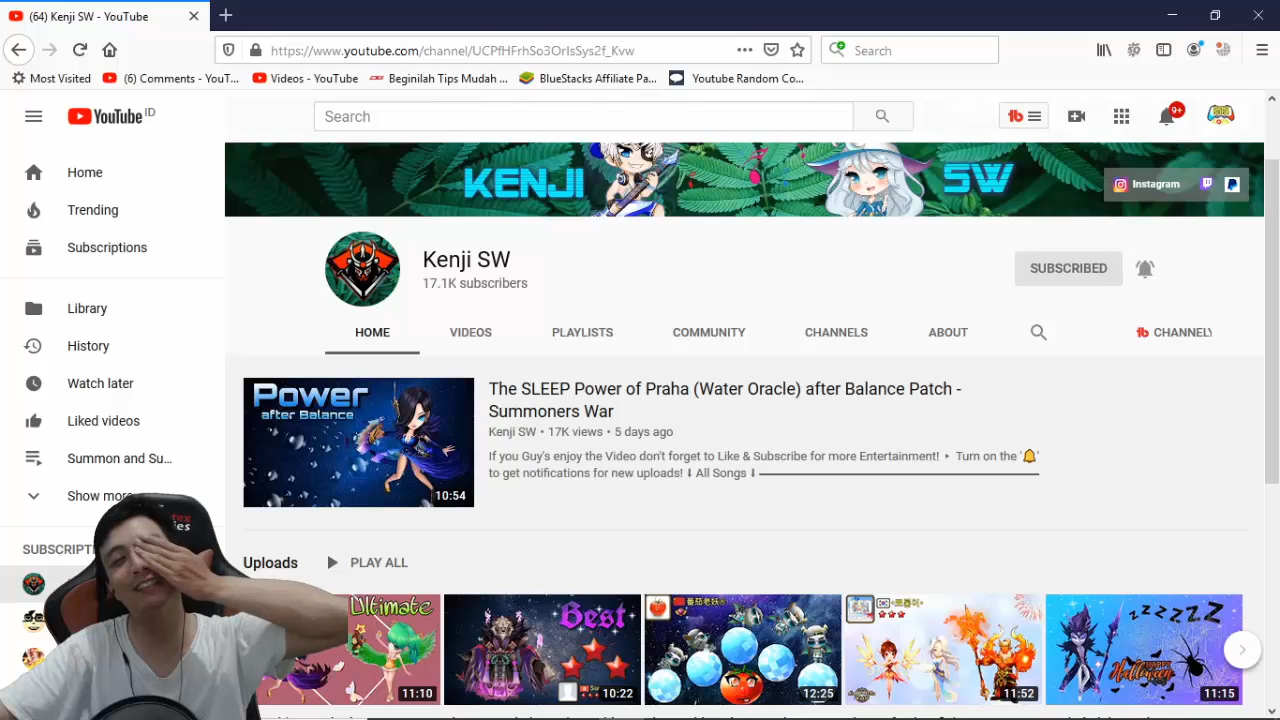 (64) Kenji SW - YouTube
https://www.youtube.com/channel/UCPfHFrhSo3OrIsSys2f_Kvw
Search
Most Visited
(6) Comments - YouT...
Videos - YouTube
Beginilah Tips Mudah ...
BlueStacks Affiliate Pa...
Youtube Random Co...
YouTube ID
Search
9+
Home
Trending
Subscriptions
Library
History
Watch later
Liked videos
Summon and Su...
Show more
SUBSCRIPT
KENJI
SW
Instagram
Kenji SW
17.1K subscribers
SUBSCRIBED
HOME
VIDEOS
PLAYLISTS
COMMUNITY
CHANNELS
ABOUT
CHANNELY
Power
after Balance
10:54
The SLEEP Power of Praha (Water Oracle) after Balance Patch -
Summoners War
Kenji SW • 17K views • 5 days ago
If you Guy's enjoy the Video don't forget to Like & Subscribe for more Entertainment! ‣ Turn on the '🔔'
to get notifications for new uploads! ⬇ All Songs ⬇
Uploads
PLAY ALL
Ultimate
11:10
Best
10:22
番茄老妖
12:25
11:52
zzzzzZ
HAPPY
Halloween
11:15